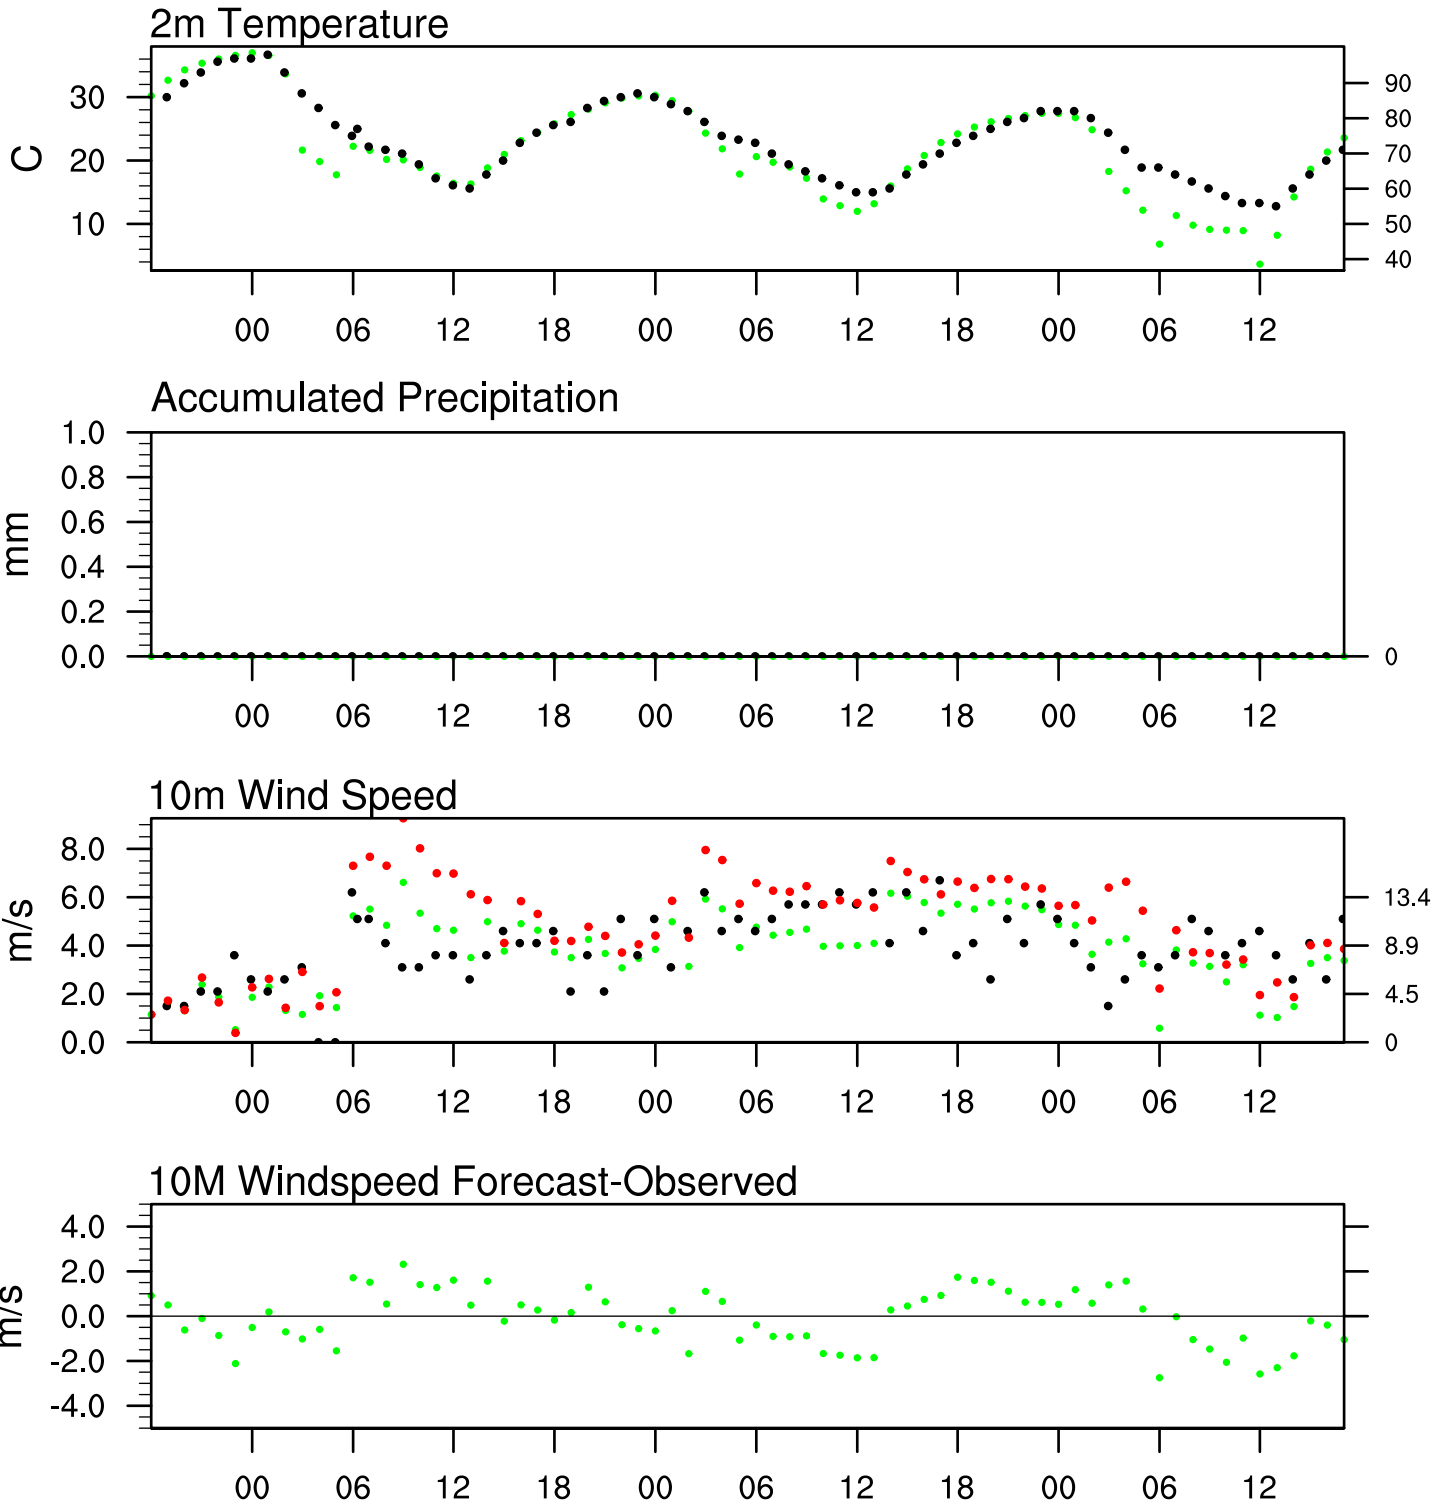 2m Temperature
C
30
20
10
90
80
70
60
50
40
00 06 12 18 00 06 12 18 00 06 12
Accumulated Precipitation
mm
1.0
0.8
0.6
0.4
0.2
0.0
0
00 06 12 18 00 06 12 18 00 06 12
10m Wind Speed
m/s
8.0
6.0
4.0
2.0
0.0
13.4
8.9
4.5
0
00 06 12 18 00 06 12 18 00 06 12
10M Windspeed Forecast-Observed
m/s
4.0
2.0
0.0
-2.0
-4.0
00 06 12 18 00 06 12 18 00 06 12